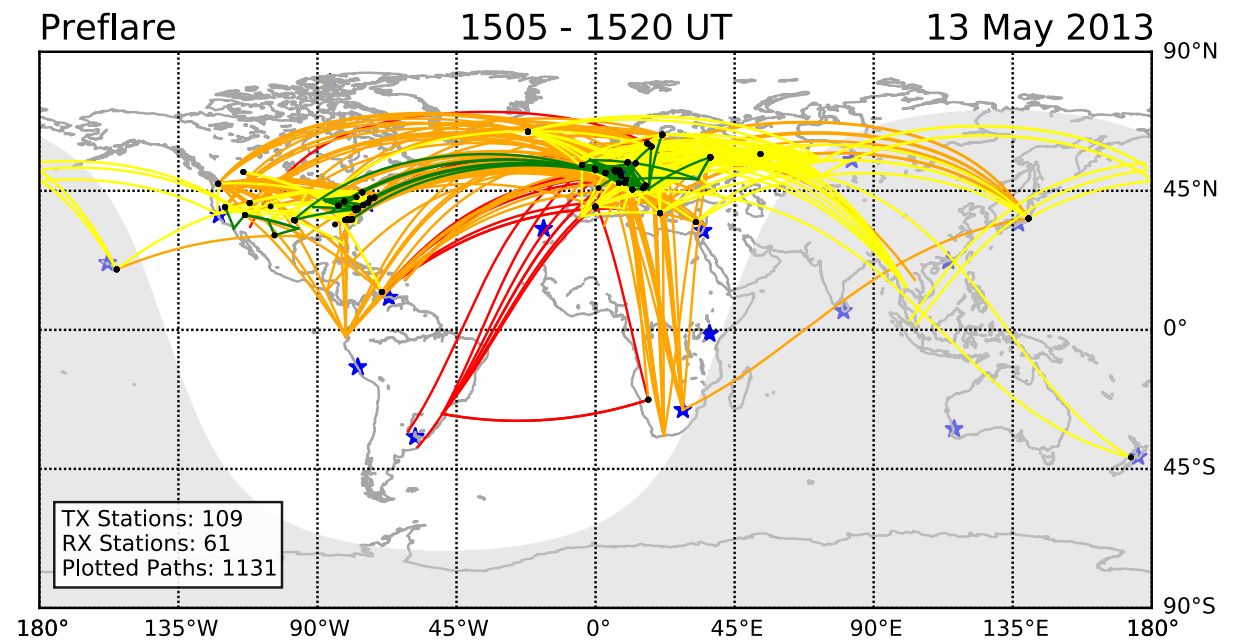 Preflare 1505 - 1520 UT 13 May 2013
90°N
45°N
0°
45°S
90°S
TX Stations: 109
RX Stations: 61
Plotted Paths: 1131
180° 135°W 90°W 45°W 0° 45°E 90°E 135°E 180°